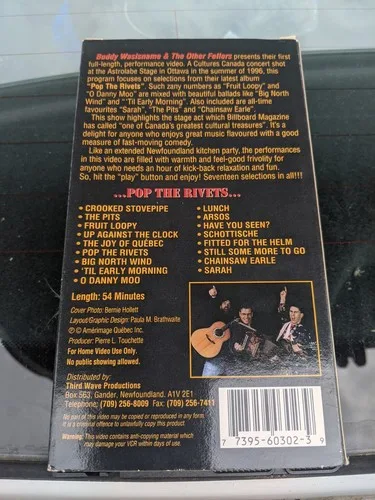 Buddy Wasisname & The Other Fellers presents their first
full-length, performance video. A Cultures Canada concert shot
at the Astrolabe Stage in Ottawa in the summer of 1996, this
program focuses on selections from their latest album
"Pop The Rivets". Such zany numbers as "Fruit Loopy" and
"O Danny Moo" are mixed with beautiful ballads like "Big North
Wind" and "'Til Early Morning". Also included are all-time
favourites "Sarah", "The Pits" and "Chainsaw Earle".
This show highlights the stage act which Billboard Magazine
has called "one of Canada's greatest cultural treasures". It's a
delight for anyone who enjoys great music flavoured with a good
measure of fast-moving comedy.
Like an extended Newfoundland kitchen party, the performances
in this video are filled with warmth and feel-good frivolity for
anyone who needs an hour of kick-back relaxation and fun.
So, hit the "play" button and enjoy! Seventeen selections in all!!!
...POP THE RIVETS...
• CROOKED STOVEPIPE
• THE PITS
• FRUIT LOOPY
• UP AGAINST THE CLOCK
• THE JOY OF QUÉBEC
• POP THE RIVETS
• BIG NORTH WIND
• 'TIL EARLY MORNING
• O DANNY MOO
• LUNCH
• ARSOS
• HAVE YOU SEEN?
• SCHOTTISCHE
• FITTED FOR THE HELM
• STILL SOME MORE TO GO
• CHAINSAW EARLE
• SARAH
Length: 54 Minutes
Cover Photo: Bernie Hollett
Layout/Graphic Design: Paula M. Brathwaite
℗ © Amérimage Québec Inc.
Producer: Pierre L. Touchette
For Home Video Use Only.
No public showing allowed.
Distributed by:
Third Wave Productions
Box 563, Gander, Newfoundland. A1V 2E1
Telephone: (709) 256-8009 Fax: (709) 256-7411
No part of this video may be copied or reproduced in any form.
It is a criminal offence to unlawfully copy this product.
Warning: This video contains anti-copying material which
may damage your VCR within days of use.
7 7395-60302-3 9